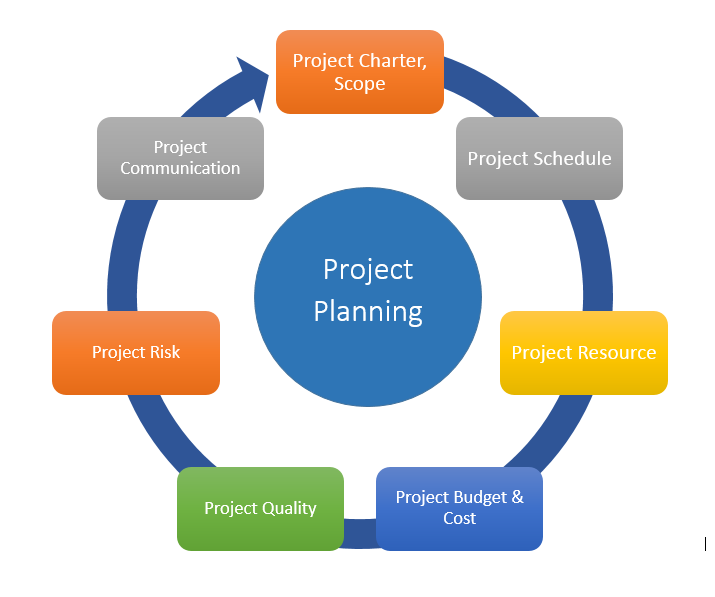 Project Charter,
Scope
Project Schedule
Project Resource
Project Budget &
Cost
Project Quality
Project Risk
Project
Communication
Project
Planning